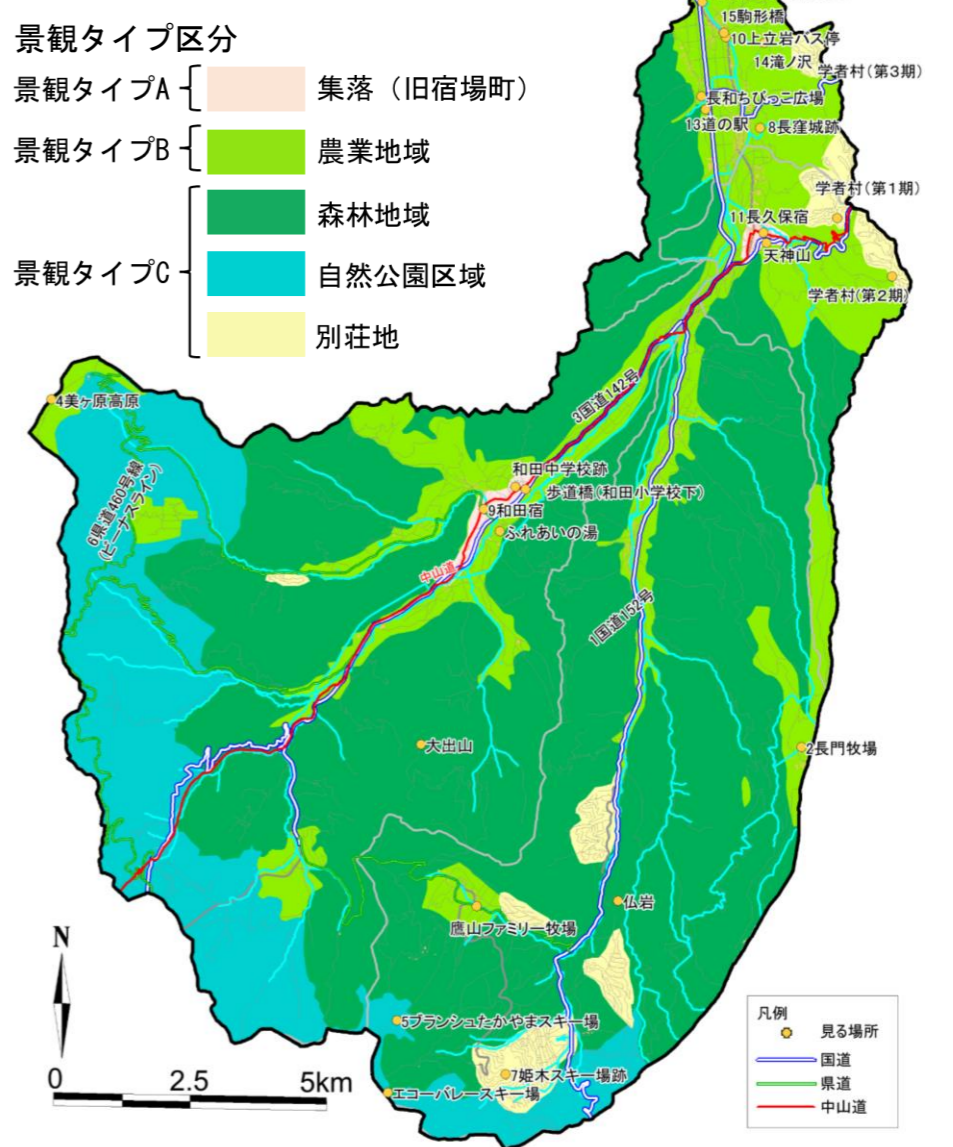 景観タイプ区分
景観タイプA
集落（旧宿場町）
景観タイプB
農業地域
森林地域
景観タイプC
自然公園区域
別荘地
15駒形橋
10上立岩バス停
14滝ノ沢
学者村(第3期)
長和ちびっこ広場
13道の駅
8長窪城跡
学者村(第1期)
11長久保宿
天神山
学者村(第2期)
3国道142号
4美ヶ原高原
6県道460号線
(ビーナスライン)
和田中学校跡
歩道橋(和田小学校下)
9和田宿
ふれあいの湯
中山道
1国道152号
大出山
2長門牧場
仏岩
鷹山ファミリー牧場
5ブランシュたかやまスキー場
7姫木スキー場跡
エコーバレースキー場
N
0 2.5 5km
凡例
見る場所
国道
県道
中山道